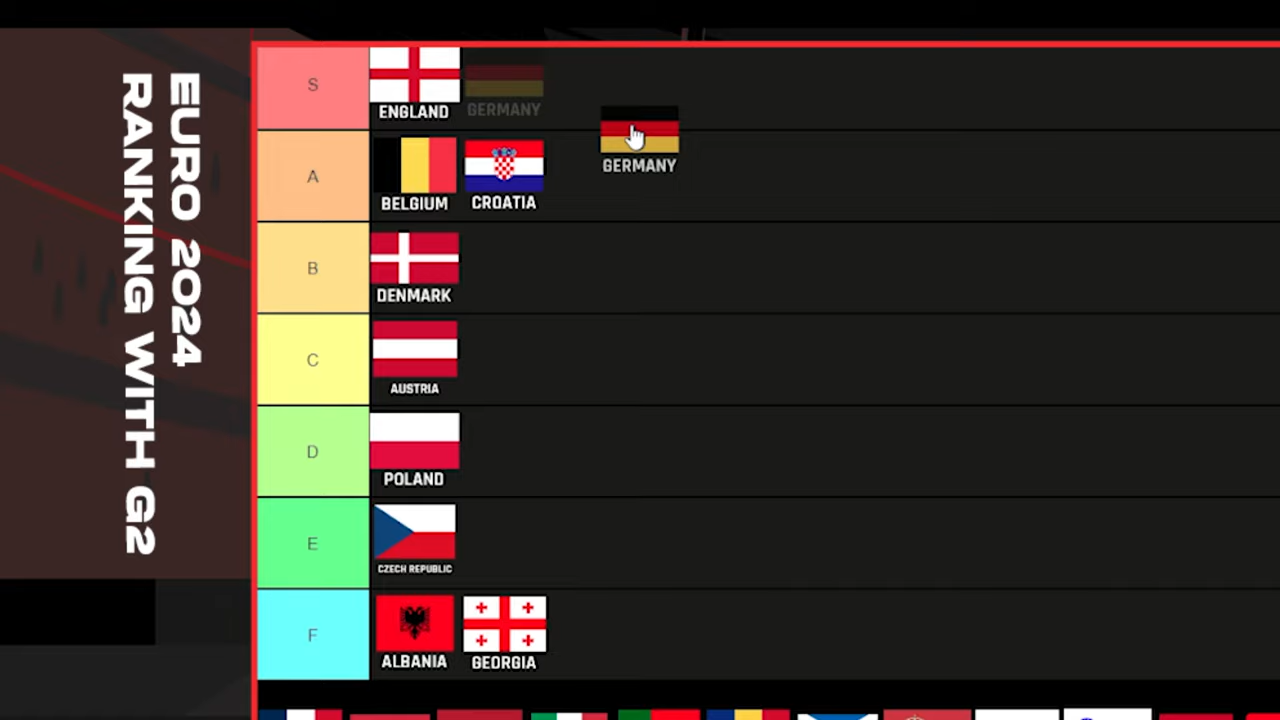 EURO 2024
RANKING WITH G2
S
ENGLAND
GERMANY
GERMANY
A
BELGIUM
CROATIA
B
DENMARK
C
AUSTRIA
D
POLAND
E
CZECH REPUBLIC
F
ALBANIA
GEORGIA